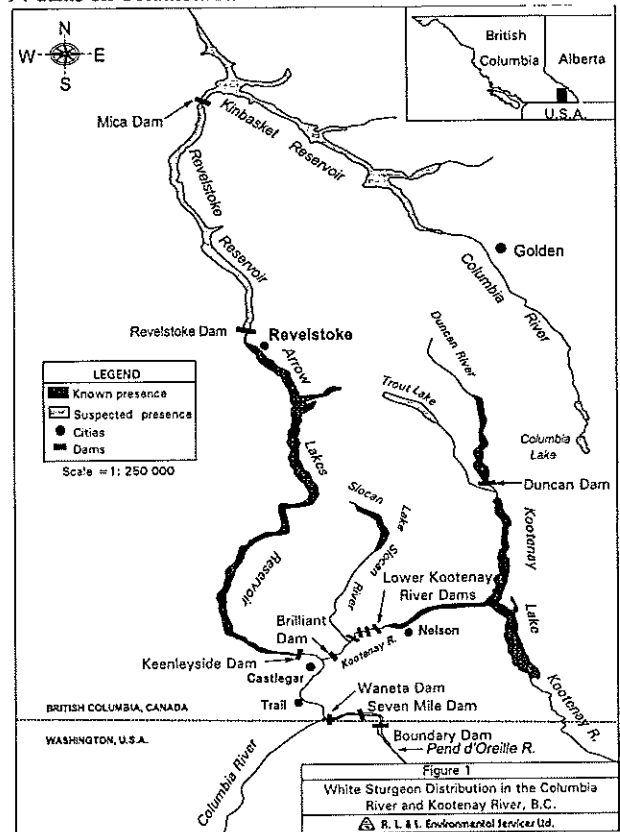 N
W
E
S
British
Columbia
Alberta
U.S.A.
Mica Dam
Kinbasket
Reservoir
Revelstoke
Reservoir
Golden
Columbia
River
Revelstoke Dam
Revelstoke
Arrow
Lakes
Reservoir
Duncan River
Trout Lake
Columbia
Lake
LEGEND
Known presence
Suspected presence
Cities
Dams
Scale = 1: 250 000
Duncan Dam
Slocan
Lake
Slocan
River
Kootenay
Lake
Lower Kootenay
River Dams
Brilliant
Dam
Nelson
Kootenay R.
Keenleyside Dam
Castlegar
Kootenay R.
Waneta Dam
Trail
Seven Mile Dam
BRITISH COLUMBIA, CANADA
WASHINGTON, U.S.A.
Boundary Dam
Pend d'Oreille R.
Columbia River
Figure 1
White Sturgeon Distribution in the Columbia
River and Kootenay River, B.C.
R. L. & L. Environmental Services Ltd.